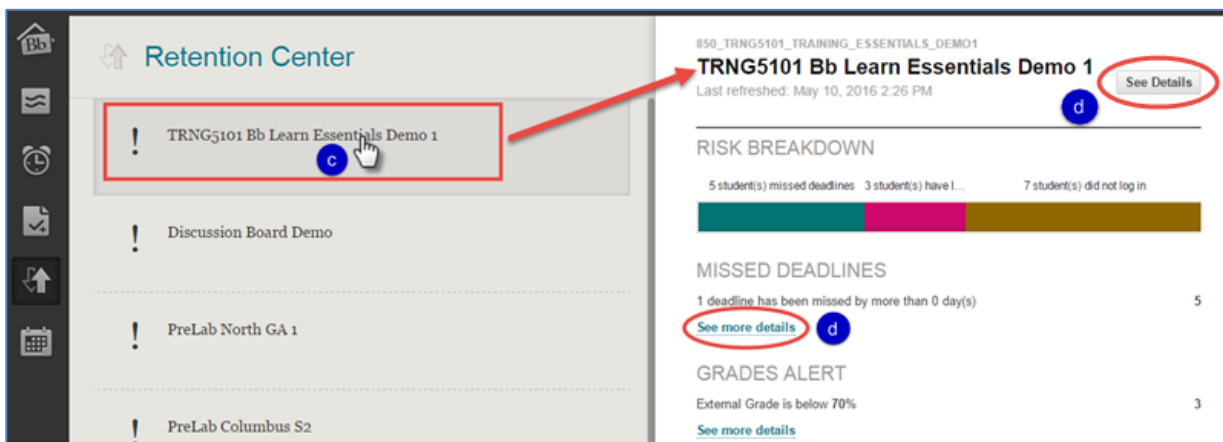 Bb
Retention Center
! TRNG5101 Bb Learn Essentials Demo 1
c
! Discussion Board Demo
! PreLab North GA 1
! PreLab Columbus S2
850_TRNG5101_TRAINING_ESSENTIALS_DEMO1
TRNG5101 Bb Learn Essentials Demo 1
See Details
Last refreshed: May 10, 2016 2:26 PM
d
RISK BREAKDOWN
5 student(s) missed deadlines 3 student(s) have l... 7 student(s) did not log in
MISSED DEADLINES
1 deadline has been missed by more than 0 day(s) 5
See more details d
GRADES ALERT
External Grade is below 70% 3
See more details